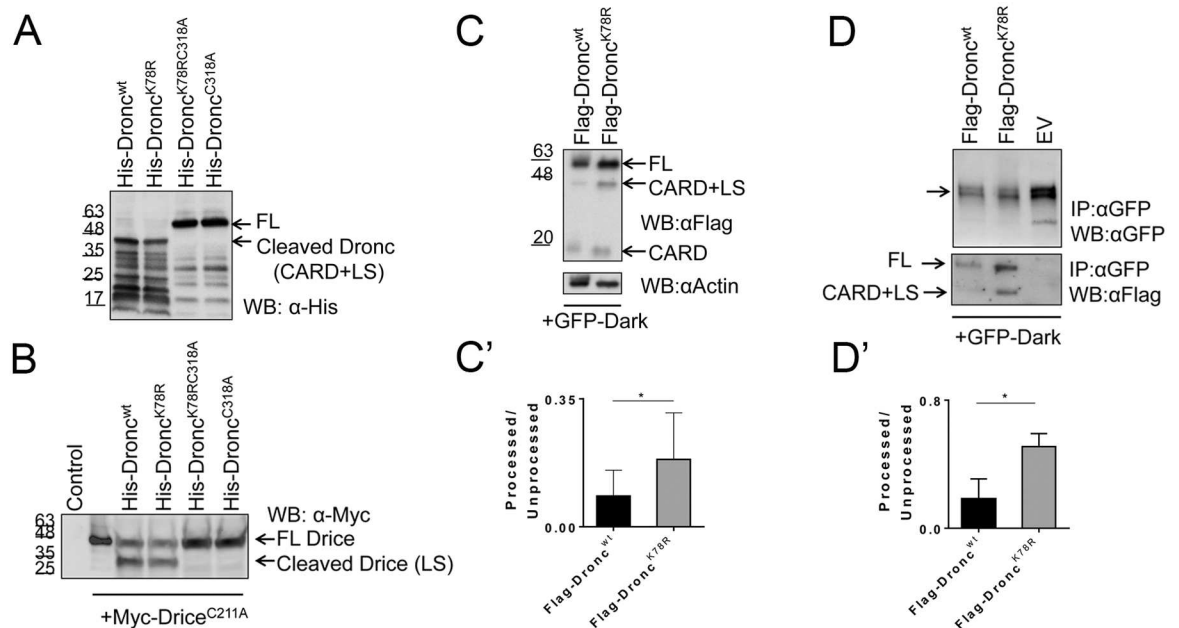 A
His-Dronc^wt
His-Dronc^K78R
His-Dronc^K78RC318A
His-Dronc^C318A
63
48
35
25
17
FL
Cleaved Dronc
(CARD+LS)
WB: α-His
B
Control
His-Dronc^wt
His-Dronc^K78R
His-Dronc^K78RC318A
His-Dronc^C318A
63
48
35
25
WB: α-Myc
FL Drice
Cleaved Drice (LS)
+Myc-Drice^C211A
C
Flag-Dronc^wt
Flag-Dronc^K78R
63
48
20
FL
CARD+LS
WB:αFlag
CARD
WB:αActin
+GFP-Dark
C'
Processed/
Unprocessed
0.35
0.00
*
Flag-Dronc^wt
Flag-Dronc^K78R
D
Flag-Dronc^wt
Flag-Dronc^K78R
EV
IP:αGFP
WB:αGFP
FL
CARD+LS
IP:αGFP
WB:αFlag
+GFP-Dark
D'
Processed/
Unprocessed
0.8
0.0
*
Flag-Dronc^wt
Flag-Dronc^K78R